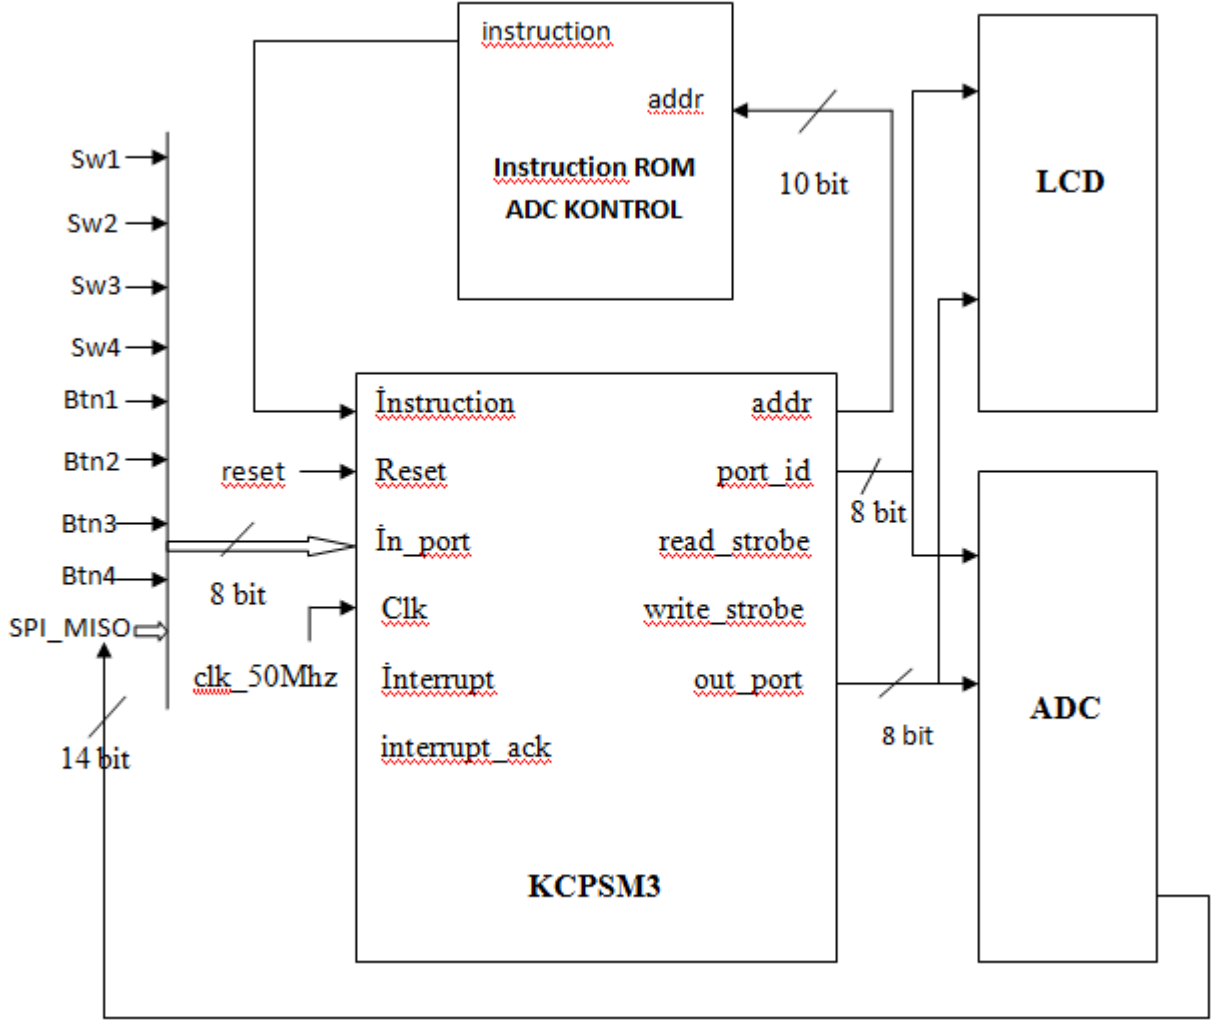 instruction
addr
Instruction ROM
ADC KONTROL
10 bit
LCD
Sw1
Sw2
Sw3
Sw4
Btn1
Btn2
Btn3
Btn4
SPI_MISO
14 bit
reset
8 bit
clk_50Mhz
İnstruction
Reset
İn_port
Clk
İnterrupt
interrupt_ack
addr
port_id
read_strobe
write_strobe
out_port
KCPSM3
8 bit
8 bit
ADC